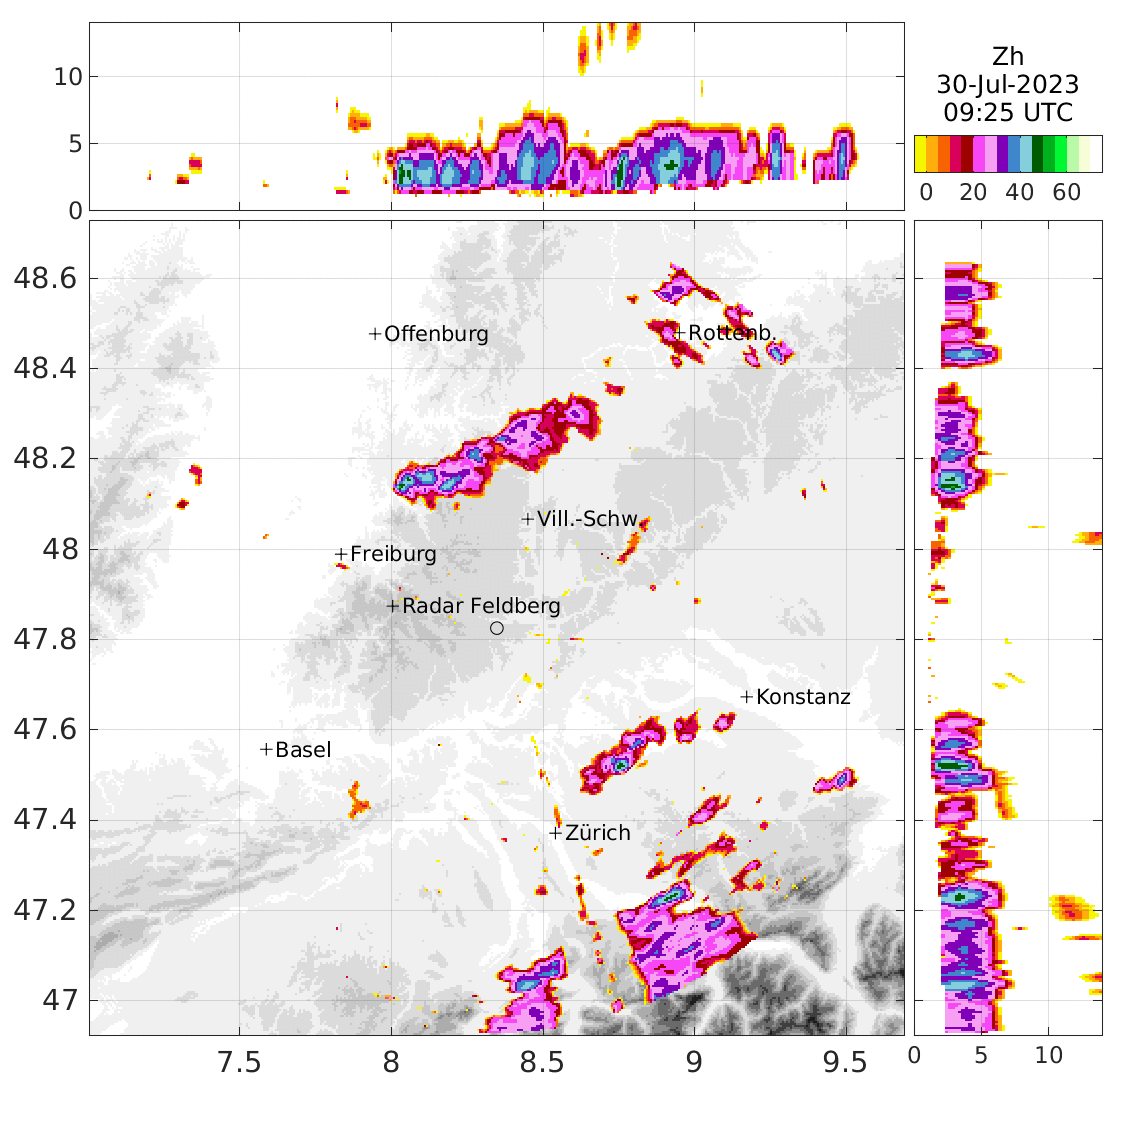 10
5
0
Zh
30-Jul-2023
09:25 UTC
0 20 40 60
48.6
48.4
48.2
48
47.8
47.6
47.4
47.2
47
+Offenburg
+Rottenb.
+Vill.-Schw.
+Freiburg
+Radar Feldberg
+Konstanz
+Basel
+Zürich
7.5 8 8.5 9 9.5
0 5 10